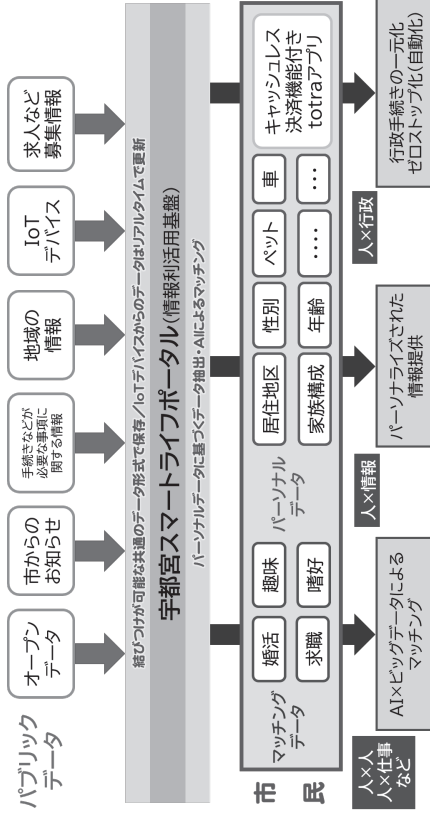 パブリック
データ
オープン
データ
市からの
お知らせ
手続きなどが
必要な事項に
関する情報
地域の
情報
IoT
デバイス
求人など
募集情報
結びつけが可能な共通のデータ形式で保存／IoTデバイスからのデータはリアルタイムで更新
宇都宮スマートライフポータル(情報利活用基盤)
パーソナルデータに基づくデータ抽出・AIによるマッチング
市民
マッチング
データ
婚活
趣味
求職
嗜好
パーソナル
データ
居住地区
性別
ペット
車
家族構成
年齢
‥‥
…
キャッシュレス
決済機能付き
totraアプリ
人×人
人×仕事
など
AI×ビッグデータによる
マッチング
人×情報
パーソナライズされた
情報提供
人×行政
行政手続きの一元化
ゼロストップ化(自動化)